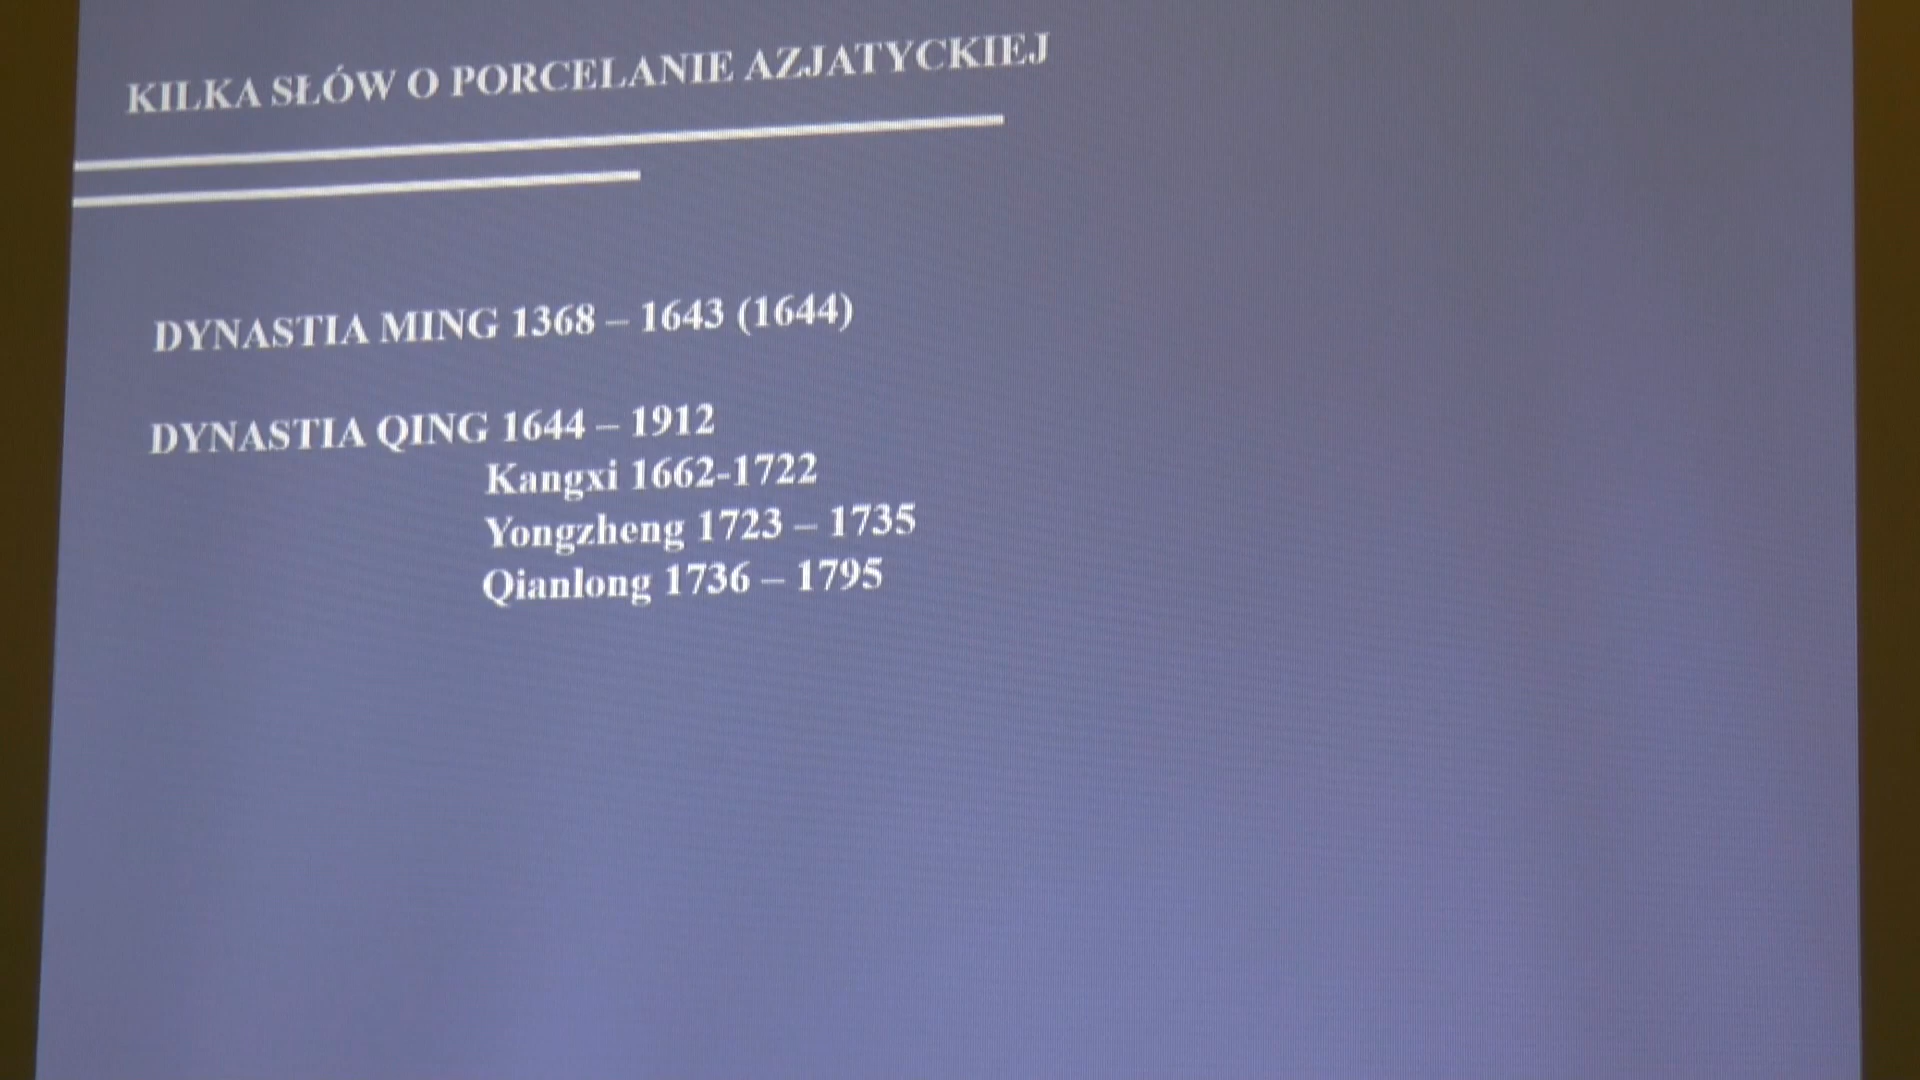 KILKA SŁÓW O PORCELANIE AZJATYCKIEJ
DYNASTIA MING 1368 – 1643 (1644)
DYNASTIA QING 1644 – 1912
Kangxi 1662-1722
Yongzheng 1723 – 1735
Qianlong 1736 – 1795